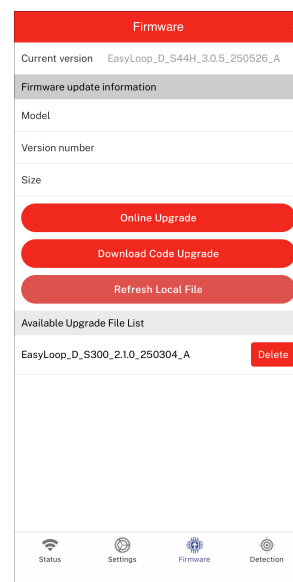 Firmware
Current version EasyLoop_D_S44H_3.0.5_250526_A
Firmware update information
Model
Version number
Size
Online Upgrade
Download Code Upgrade
Refresh Local File
Available Upgrade File List
EasyLoop_D_S300_2.1.0_250304_A Delete
Status Settings Firmware Detection